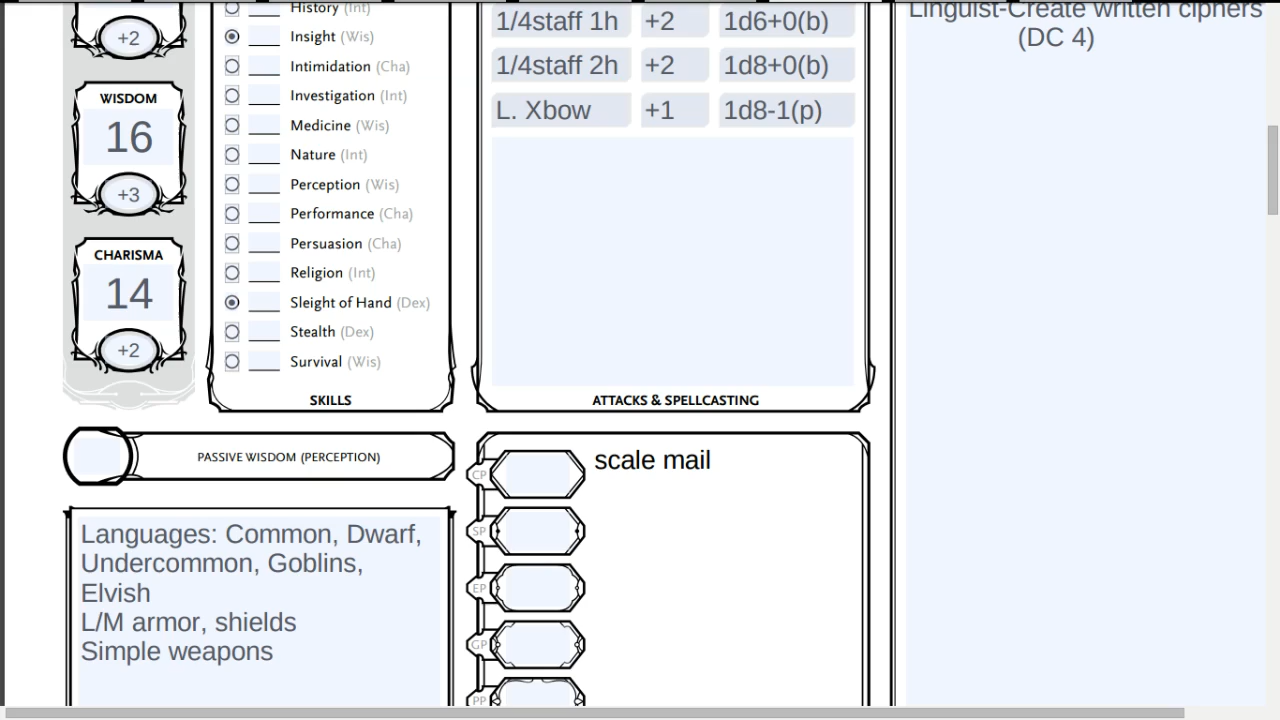 +2
WISDOM
16
+3
CHARISMA
14
+2
History (Int)
Insight (Wis)
Intimidation (Cha)
Investigation (Int)
Medicine (Wis)
Nature (Int)
Perception (Wis)
Performance (Cha)
Persuasion (Cha)
Religion (Int)
Sleight of Hand (Dex)
Stealth (Dex)
Survival (Wis)
SKILLS
1/4staff 1h +2 1d6+0(b)
1/4staff 2h +2 1d8+0(b)
L. Xbow +1 1d8-1(p)
ATTACKS & SPELLCASTING
Linguist-Create written ciphers
(DC 4)
PASSIVE WISDOM (PERCEPTION)
Languages: Common, Dwarf,
Undercommon, Goblins,
Elvish
L/M armor, shields
Simple weapons
CP
SP
EP
GP
PP
scale mail